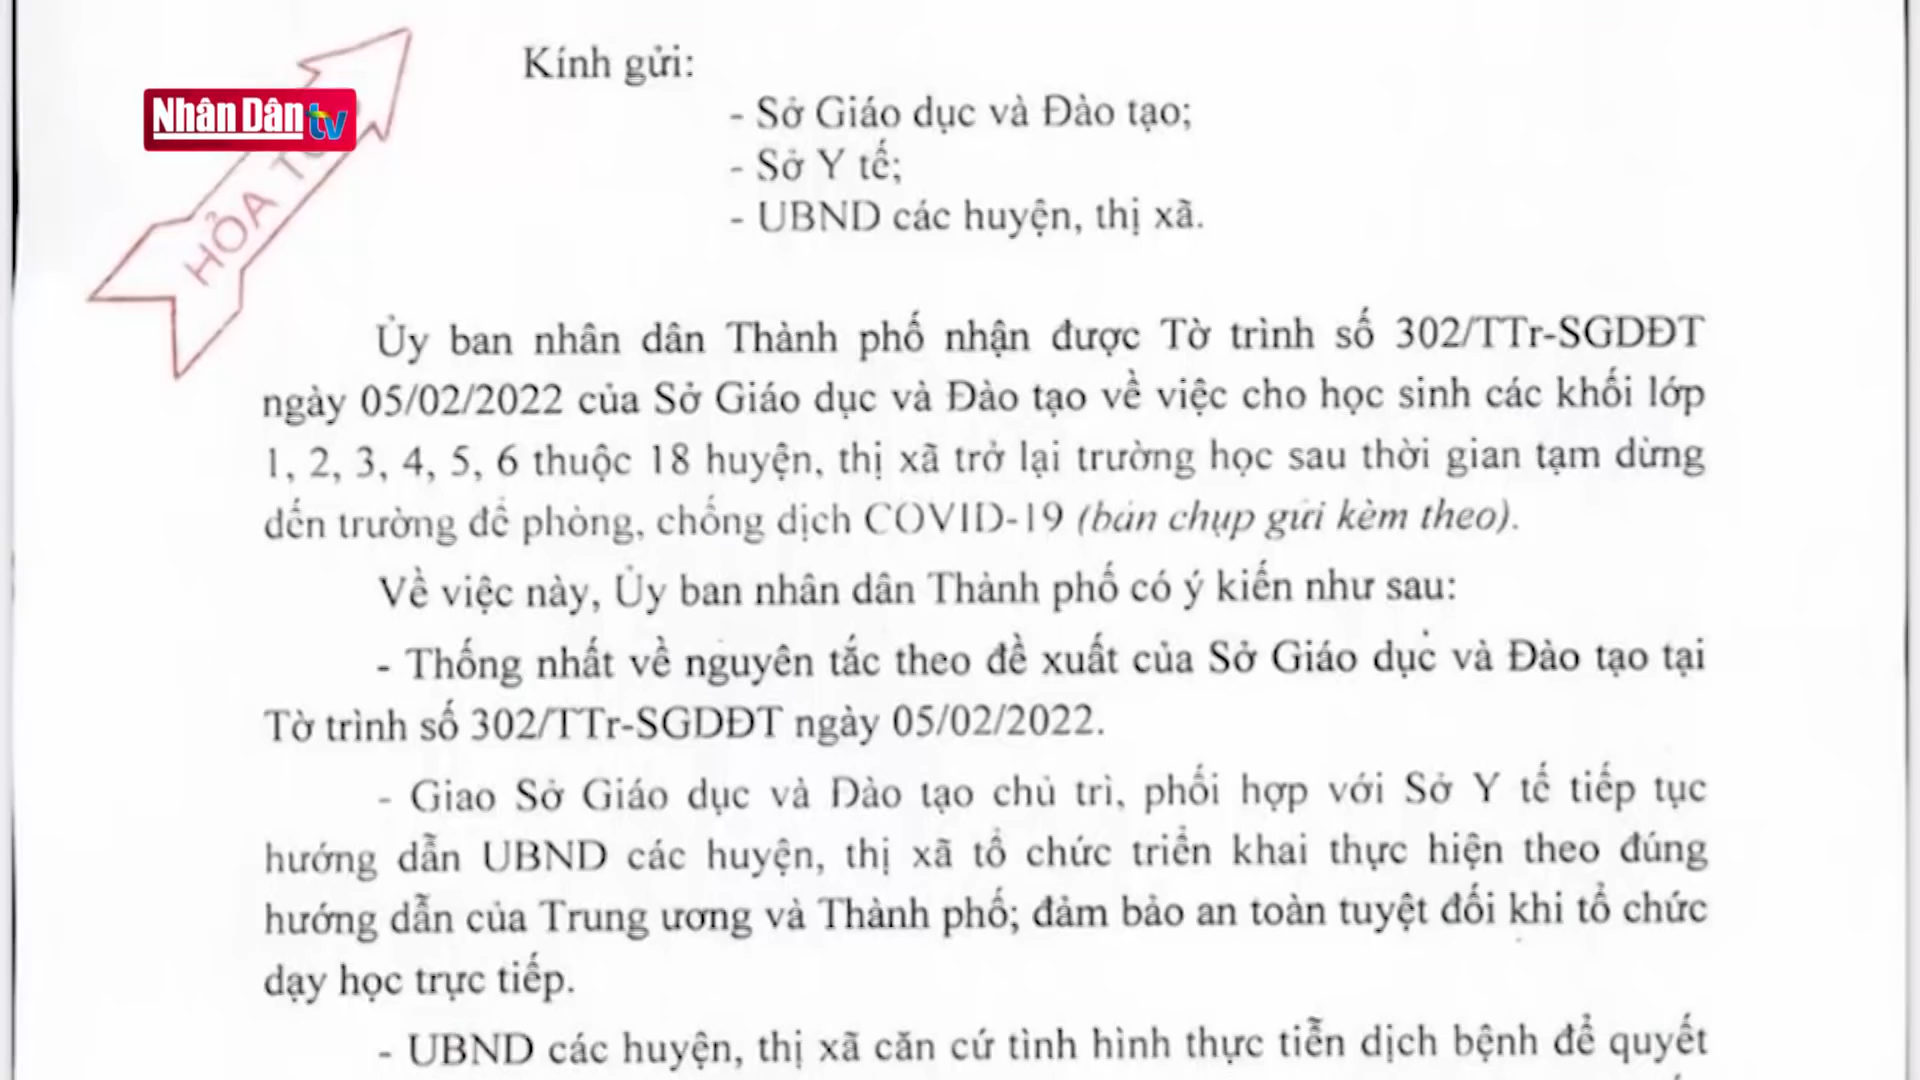 Kính gửi:
Nhân Dân tv
- Sở Giáo dục và Đào tạo;
- Sở Y tế;
- UBND các huyện, thị xã.
HỎA
Ủy ban nhân dân Thành phố nhận được Tờ trình số 302/TTr-SGDĐT
ngày 05/02/2022 của Sở Giáo dục và Đào tạo về việc cho học sinh các khối lớp
1, 2, 3, 4, 5, 6 thuộc 18 huyện, thị xã trở lại trường học sau thời gian tạm dừng
đến trường để phòng, chống dịch COVID-19 (bản chụp gửi kèm theo).
Về việc này, Ủy ban nhân dân Thành phố có ý kiến như sau:
- Thống nhất về nguyên tắc theo đề xuất của Sở Giáo dục và Đào tạo tại
Tờ trình số 302/TTr-SGDĐT ngày 05/02/2022.
- Giao Sở Giáo dục và Đào tạo chủ trì, phối hợp với Sở Y tế tiếp tục
hướng dẫn UBND các huyện, thị xã tổ chức triển khai thực hiện theo đúng
hướng dẫn của Trung ương và Thành phố; đảm bảo an toàn tuyệt đối khi tổ chức
dạy học trực tiếp.
- UBND các huyện, thị xã căn cứ tình hình thực tiễn dịch bệnh để quyết